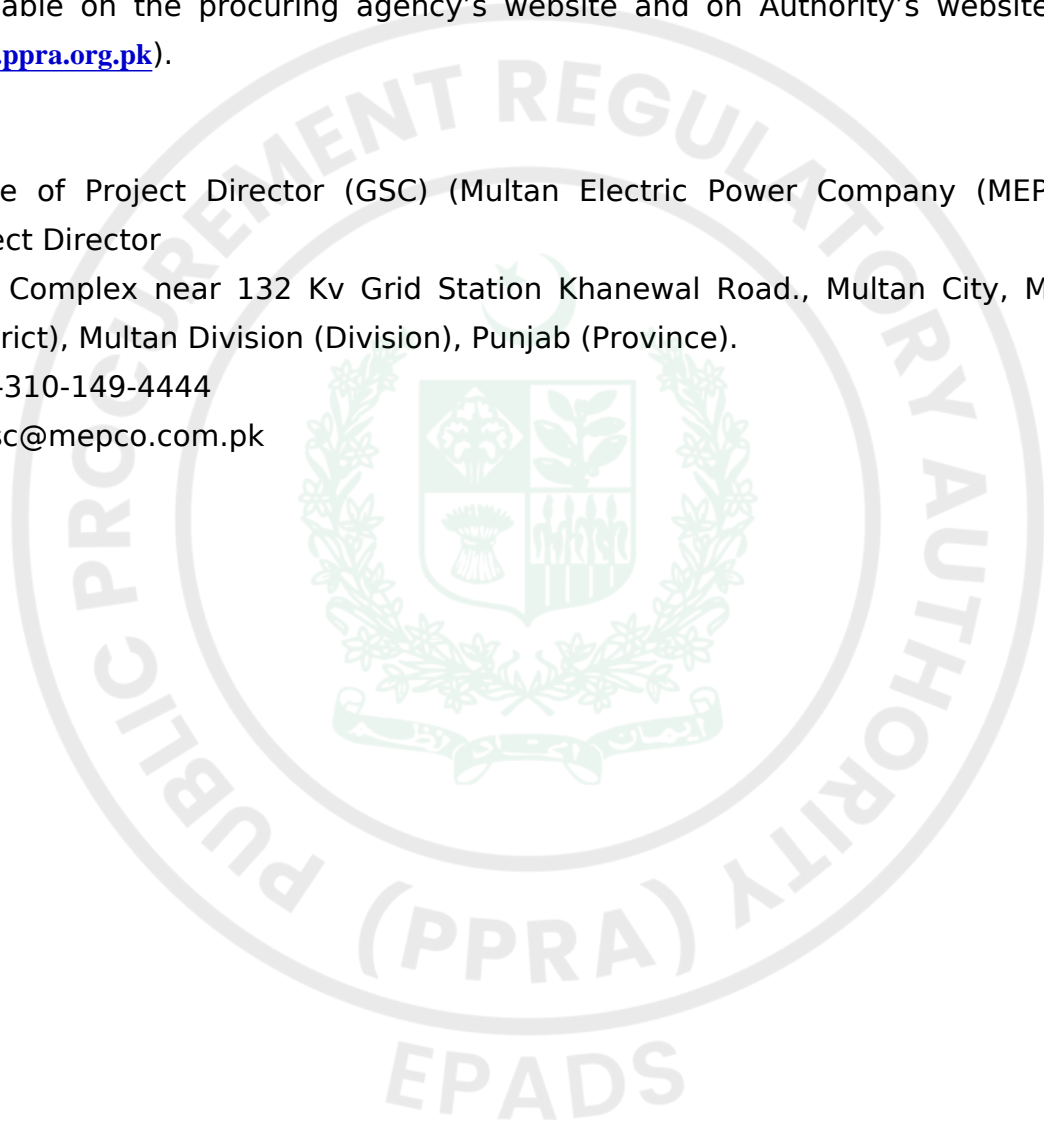 able on the procuring agency's website and on Authority's website
.ppra.org.pk).
e of Project Director (GSC) (Multan Electric Power Company (MEP
ect Director
Complex near 132 Kv Grid Station Khanewal Road., Multan City, M
rict), Multan Division (Division), Punjab (Province).
-310-149-4444
sc@mepco.com.pk
PUBLIC PROCUREMENT REGULATORY AUTHORITY
(PPRA)
EPADS